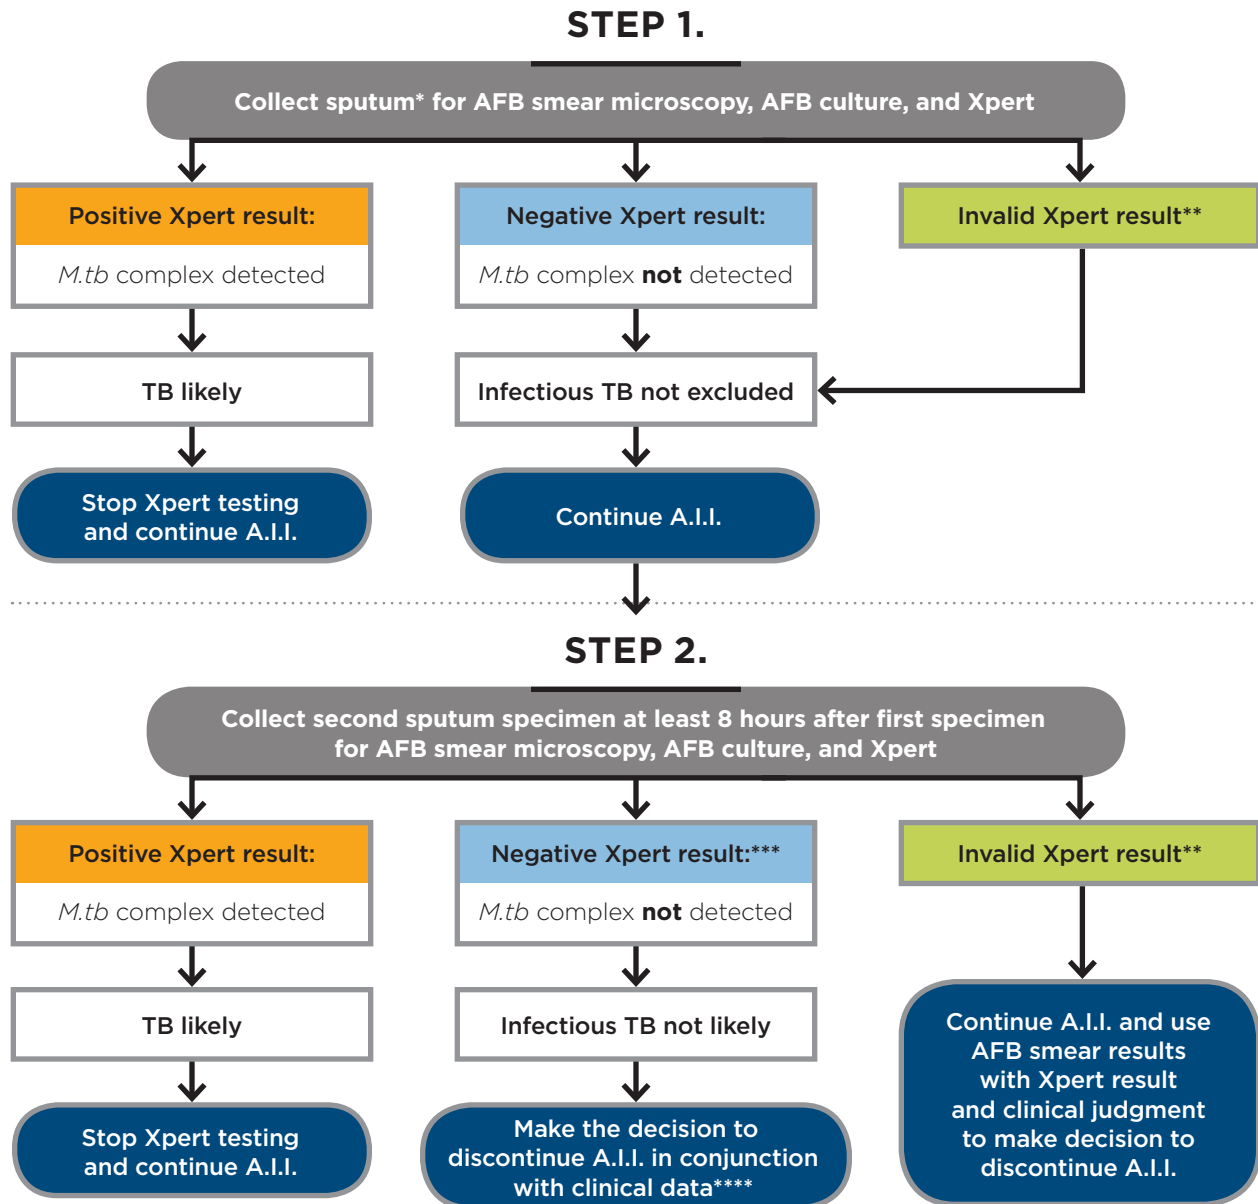 STEP 1.
Collect sputum* for AFB smear microscopy, AFB culture, and Xpert
Positive Xpert result:
M.tb complex detected
TB likely
Stop Xpert testing
and continue A.I.I.
Negative Xpert result:
M.tb complex not detected
Infectious TB not excluded
Continue A.I.I.
Invalid Xpert result**
STEP 2.
Collect second sputum specimen at least 8 hours after first specimen
for AFB smear microscopy, AFB culture, and Xpert
Positive Xpert result:
M.tb complex detected
TB likely
Stop Xpert testing
and continue A.I.I.
Negative Xpert result:***
M.tb complex not detected
Infectious TB not likely
Make the decision to
discontinue A.I.I. in conjunction
with clinical data****
Invalid Xpert result**
Continue A.I.I. and use
AFB smear results
with Xpert result
and clinical judgment
to make decision to
discontinue A.I.I.